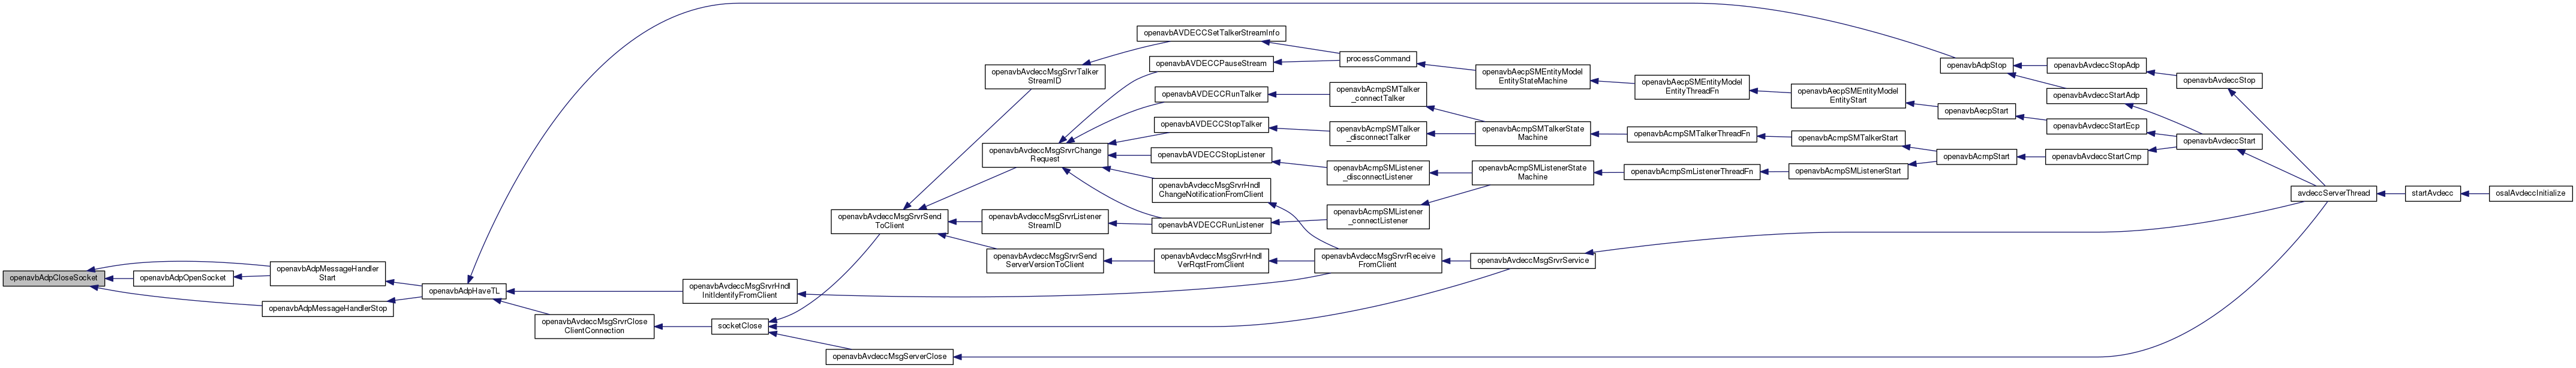 openavbAdpCloseSocket
openavbAdpOpenSocket
openavbAdpMessageHandler
Start
openavbAdpMessageHandlerStop
openavbAdpHaveTL
openavbAvdeccMsgSrvrHndl
InitIdentifyFromClient
openavbAvdeccMsgSrvrClose
ClientConnection
socketClose
openavbAvdeccMsgSrvrSend
ToClient
openavbAvdeccMsgServerClose
openavbAvdeccMsgSrvrTalker
StreamID
openavbAvdeccMsgSrvrChange
Request
openavbAvdeccMsgSrvrListener
StreamID
openavbAvdeccMsgSrvrSend
ServerVersionToClient
openavbAVDECCSetTalkerStreamInfo
openavbAVDECCPauseStream
openavbAVDECCRunTalker
openavbAVDECCStopTalker
openavbAVDECCStopListener
openavbAvdeccMsgSrvrHndl
ChangeNotificationFromClient
openavbAVDECCRunListener
openavbAvdeccMsgSrvrHndl
VerRqstFromClient
processCommand
openavbAcmpSMTalker
_connectTalker
openavbAcmpSMTalker
_disconnectTalker
openavbAcmpSMListener
_disconnectListener
openavbAcmpSMListener
_connectListener
openavbAvdeccMsgSrvrReceive
FromClient
openavbAecpSMEntityModel
EntityStateMachine
openavbAcmpSMTalkerState
Machine
openavbAcmpSMListenerState
Machine
openavbAvdeccMsgSrvrService
openavbAecpSMEntityModel
EntityThreadFn
openavbAcmpSMTalkerThreadFn
openavbAcmpSmListenerThreadFn
openavbAecpSMEntityModel
EntityStart
openavbAcmpSMTalkerStart
openavbAcmpSMListenerStart
openavbAdpStop
openavbAecpStart
openavbAcmpStart
openavbAvdeccStopAdp
openavbAvdeccStartAdp
openavbAvdeccStartEcp
openavbAvdeccStartCmp
openavbAvdeccStop
openavbAvdeccStart
avdeccServerThread
startAvdecc
osalAvdeccInitialize